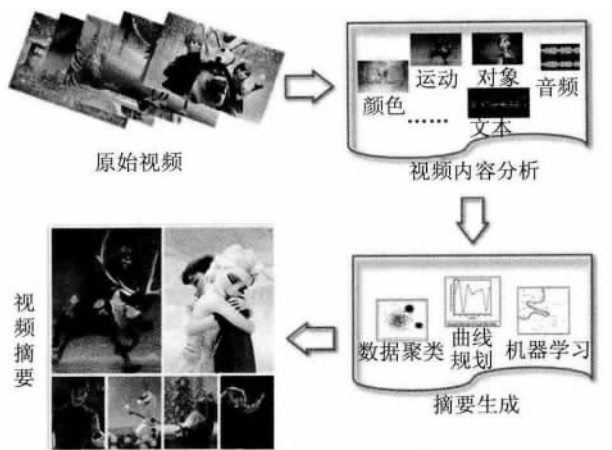 运动
对象
音频
颜色
……
文本
原始视频
视频内容分析
视频摘要
数据聚类
曲线
规划
机器学习
摘要生成